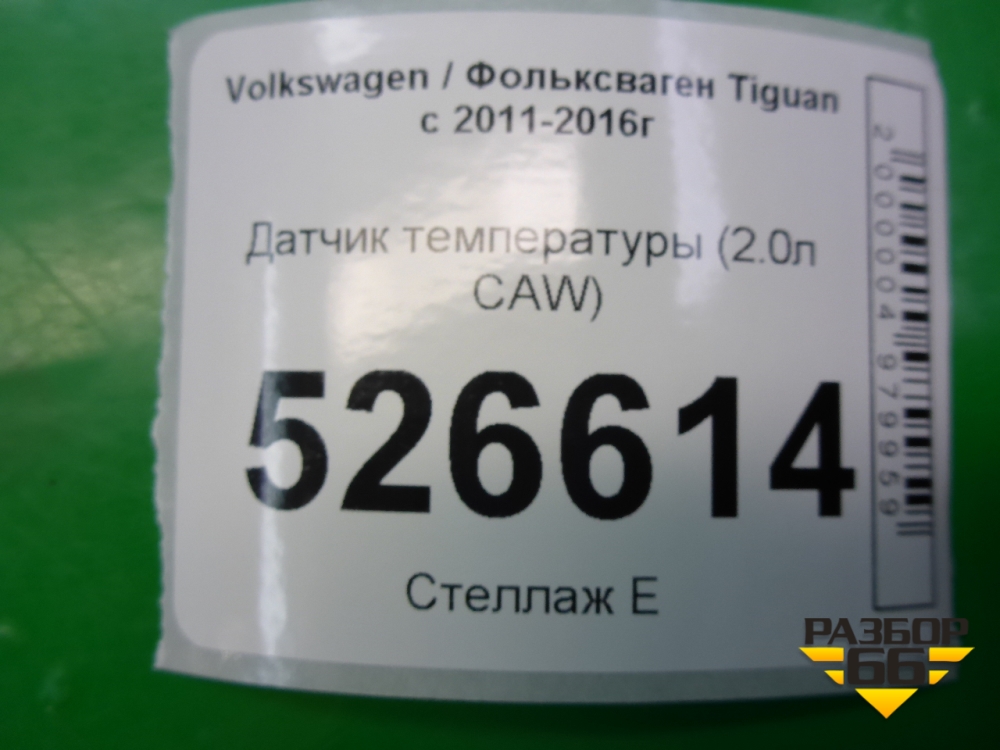 Volkswagen / Фольксваген Tiguan
с 2011-2016г
Датчик температуры (2.0л
CAW)
526614
Стеллаж Е
2000004979959
РАЗБОР
66